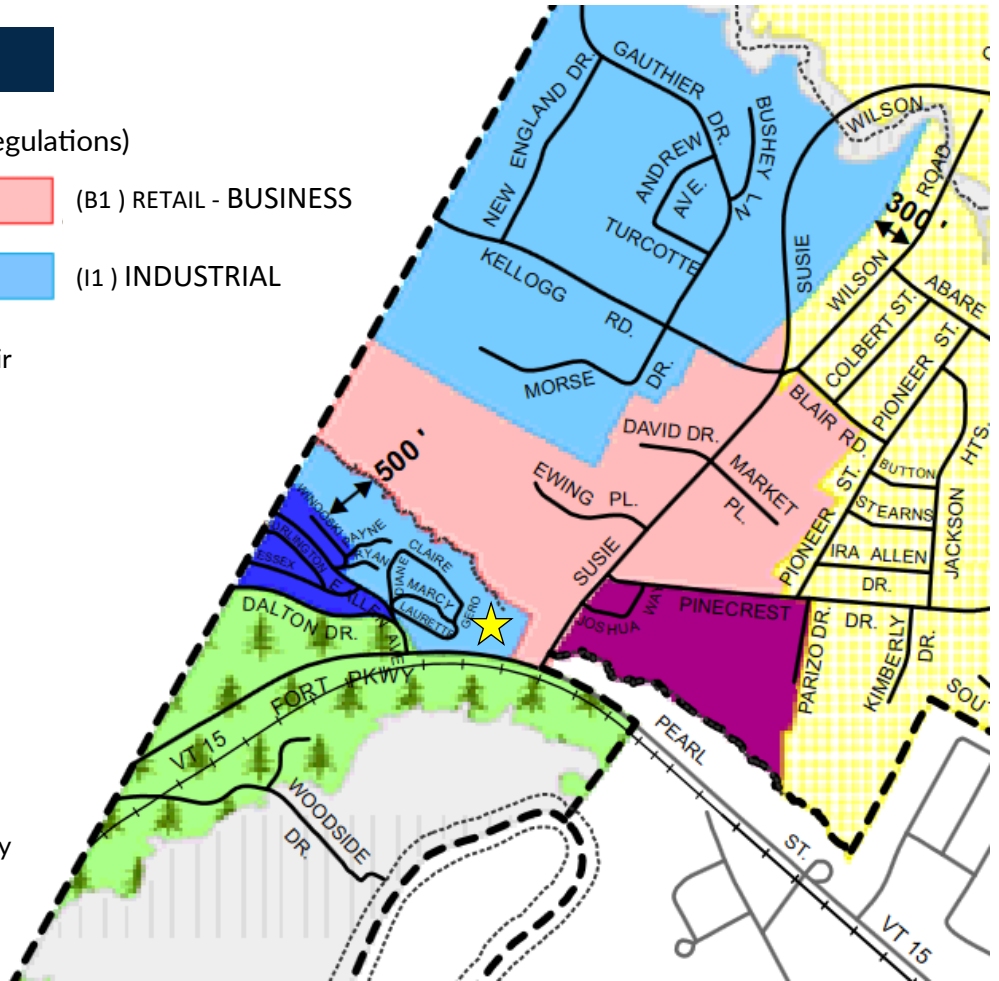 egulations)
(B1 ) RETAIL - BUSINESS
(I1 ) INDUSTRIAL
ir
y
GAUTHIER
DR.
NEW ENGLAND DR.
BUSHEY
LN
ANDREW
AVE.
TURCOTTE
KELLOGG
RD.
MORSE
DR.
WILSON
ROAD
300 '
WILSON
SUSIE
ABARE
COLBERT ST.
PIONEER ST.
BLAIR RD.
HTS.
JACKSON
BUTTON
STEARNS
IRA ALLEN
DR.
PIONEER
ST.
DAVID DR.
MARKET
PL.
EWING PL.
500 '
SUSIE
WINOOSKI
PAYNE
RYAN
ESSEX
CLAIRE
DIANE
MARCY
LAURETTE
GERO
E ALLEN AVE
DALTON DR.
FORT PKWY
VT 15
WOODSIDE
DR.
JOSHUA
WAY
PINECREST
DR.
PARIZO DR.
KIMBERLY
DR.
SOUT
PEARL
ST.
VT 15